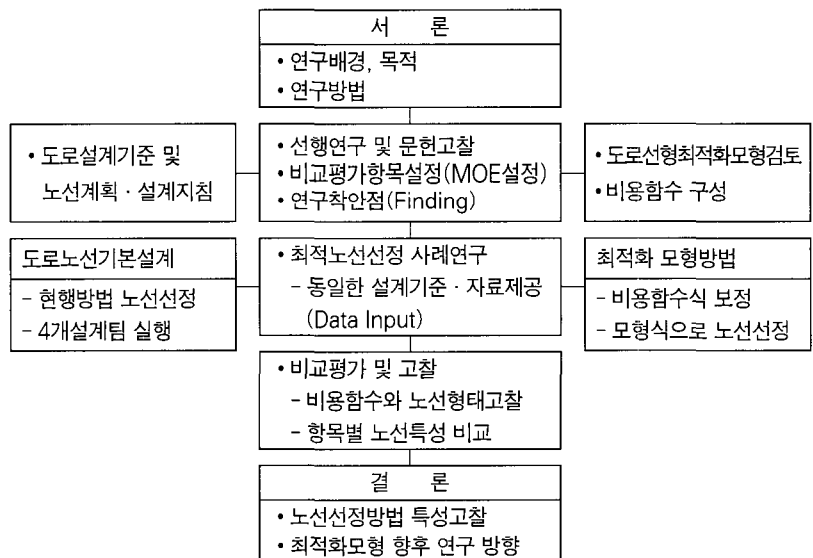 서 론
• 연구배경, 목적
• 연구방법
• 도로설계기준 및
노선계획 · 설계지침
• 선행연구 및 문헌고찰
• 비교평가항목설정(MOE설정)
• 연구착안점(Finding)
• 도로선형최적화모형검토
• 비용함수 구성
도로노선기본설계
- 현행방법 노선선정
- 4개설계팀 실행
• 최적노선선정 사례연구
- 동일한 설계기준 · 자료제공
(Data Input)
최적화 모형방법
- 비용함수식 보정
- 모형식으로 노선선정
• 비교평가 및 고찰
- 비용함수와 노선형태고찰
- 항목별 노선특성 비교
결 론
• 노선선정방법 특성고찰
• 최적화모형 향후 연구 방향